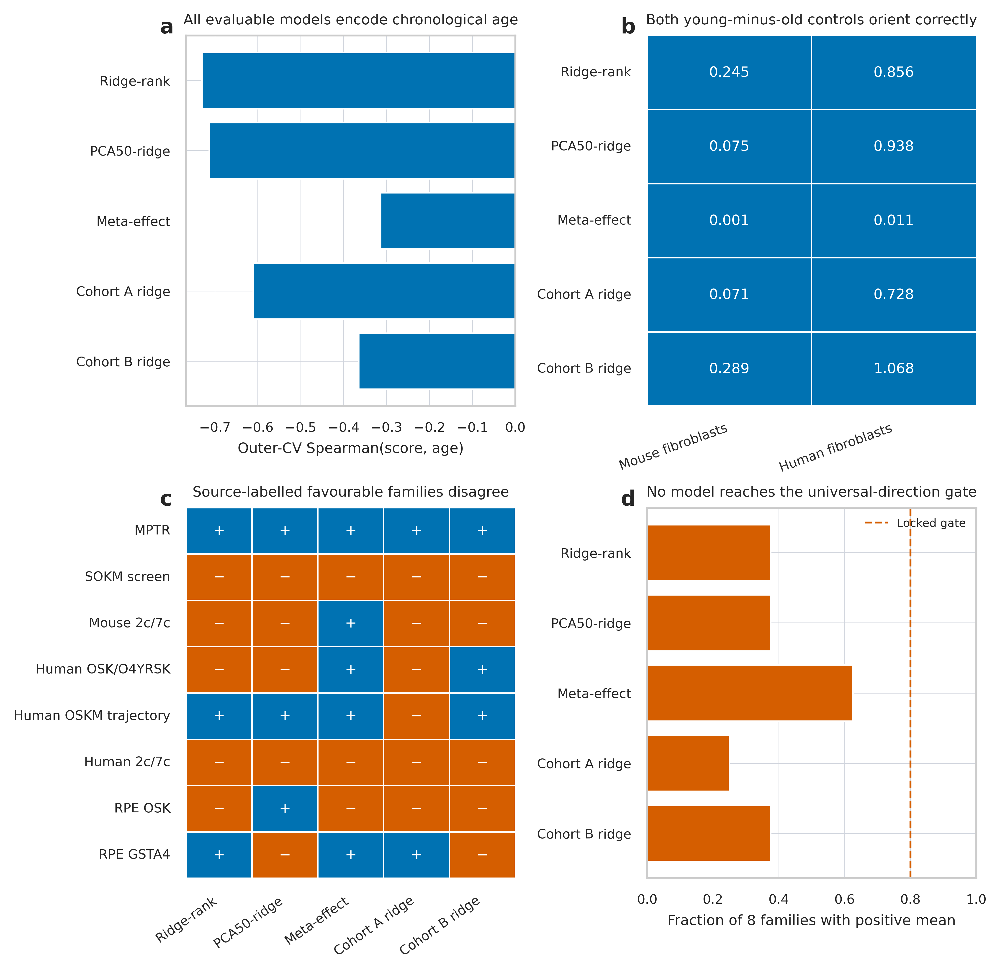 a
All evaluable models encode chronological age
Ridge-rank
PCA50-ridge
Meta-effect
Cohort A ridge
Cohort B ridge
−0.7 −0.6 −0.5 −0.4 −0.3 −0.2 −0.1 0.0
Outer-CV Spearman(score, age)
b
Both young-minus-old controls orient correctly
Ridge-rank 0.245 0.856
PCA50-ridge 0.075 0.938
Meta-effect 0.001 0.011
Cohort A ridge 0.071 0.728
Cohort B ridge 0.289 1.068
Mouse fibroblasts Human fibroblasts
c
Source-labelled favourable families disagree
MPTR + + + + +
SOKM screen − − − − −
Mouse 2c/7c − − + − −
Human OSK/O4YRSK − − + − +
Human OSKM trajectory + + + − +
Human 2c/7c − − − − −
RPE OSK − + − − −
RPE GSTA4 + − + + −
Ridge-rank PCA50-ridge Meta-effect Cohort A ridge Cohort B ridge
d
No model reaches the universal-direction gate
Locked gate
Ridge-rank
PCA50-ridge
Meta-effect
Cohort A ridge
Cohort B ridge
0.0 0.2 0.4 0.6 0.8 1.0
Fraction of 8 families with positive mean